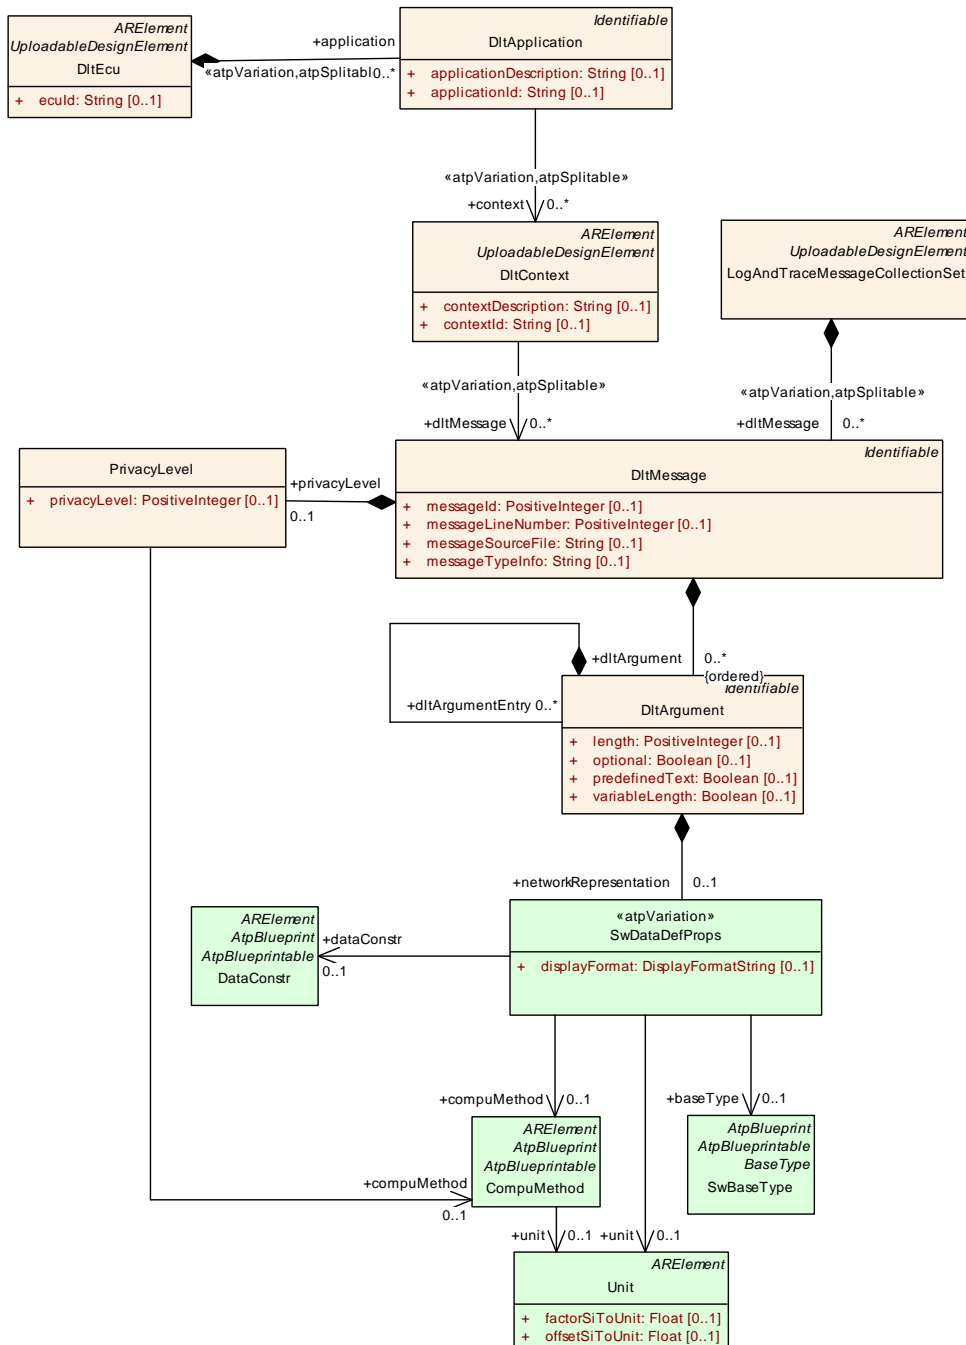 ARElement
UploadableDesignElement
DltEcu
+ ecuId: String [0..1]
+application
«atpVariation,atpSplitabl 0..*
Identifiable
DltApplication
+ applicationDescription: String [0..1]
+ applicationId: String [0..1]
«atpVariation,atpSplitable»
+context 0..*
ARElement
UploadableDesignElement
DltContext
+ contextDescription: String [0..1]
+ contextId: String [0..1]
ARElement
UploadableDesignElement
LogAndTraceMessageCollectionSet
«atpVariation,atpSplitable»
+dltMessage 0..*
«atpVariation,atpSplitable»
+dltMessage 0..*
PrivacyLevel
+ privacyLevel: PositiveInteger [0..1]
+privacyLevel
0..1
Identifiable
DltMessage
+ messageId: PositiveInteger [0..1]
+ messageLineNumber: PositiveInteger [0..1]
+ messageSourceFile: String [0..1]
+ messageTypeInfo: String [0..1]
+dltArgument 0..*
{ordered}
+dltArgumentEntry 0..*
Identifiable
DltArgument
+ length: PositiveInteger [0..1]
+ optional: Boolean [0..1]
+ predefinedText: Boolean [0..1]
+ variableLength: Boolean [0..1]
+networkRepresentation 0..1
ARElement
AtpBlueprint
AtpBlueprintable
DataConstr
+dataConstr
0..1
«atpVariation»
SwDataDefProps
+ displayFormat: DisplayFormatString [0..1]
+compuMethod 0..1
+baseType 0..1
ARElement
AtpBlueprint
AtpBlueprintable
CompuMethod
AtpBlueprint
AtpBlueprintable
BaseType
SwBaseType
+compuMethod
0..1
+unit 0..1
+unit 0..1
ARElement
Unit
+ factorSiToUnit: Float [0..1]
+ offsetSiToUnit: Float [0..1]